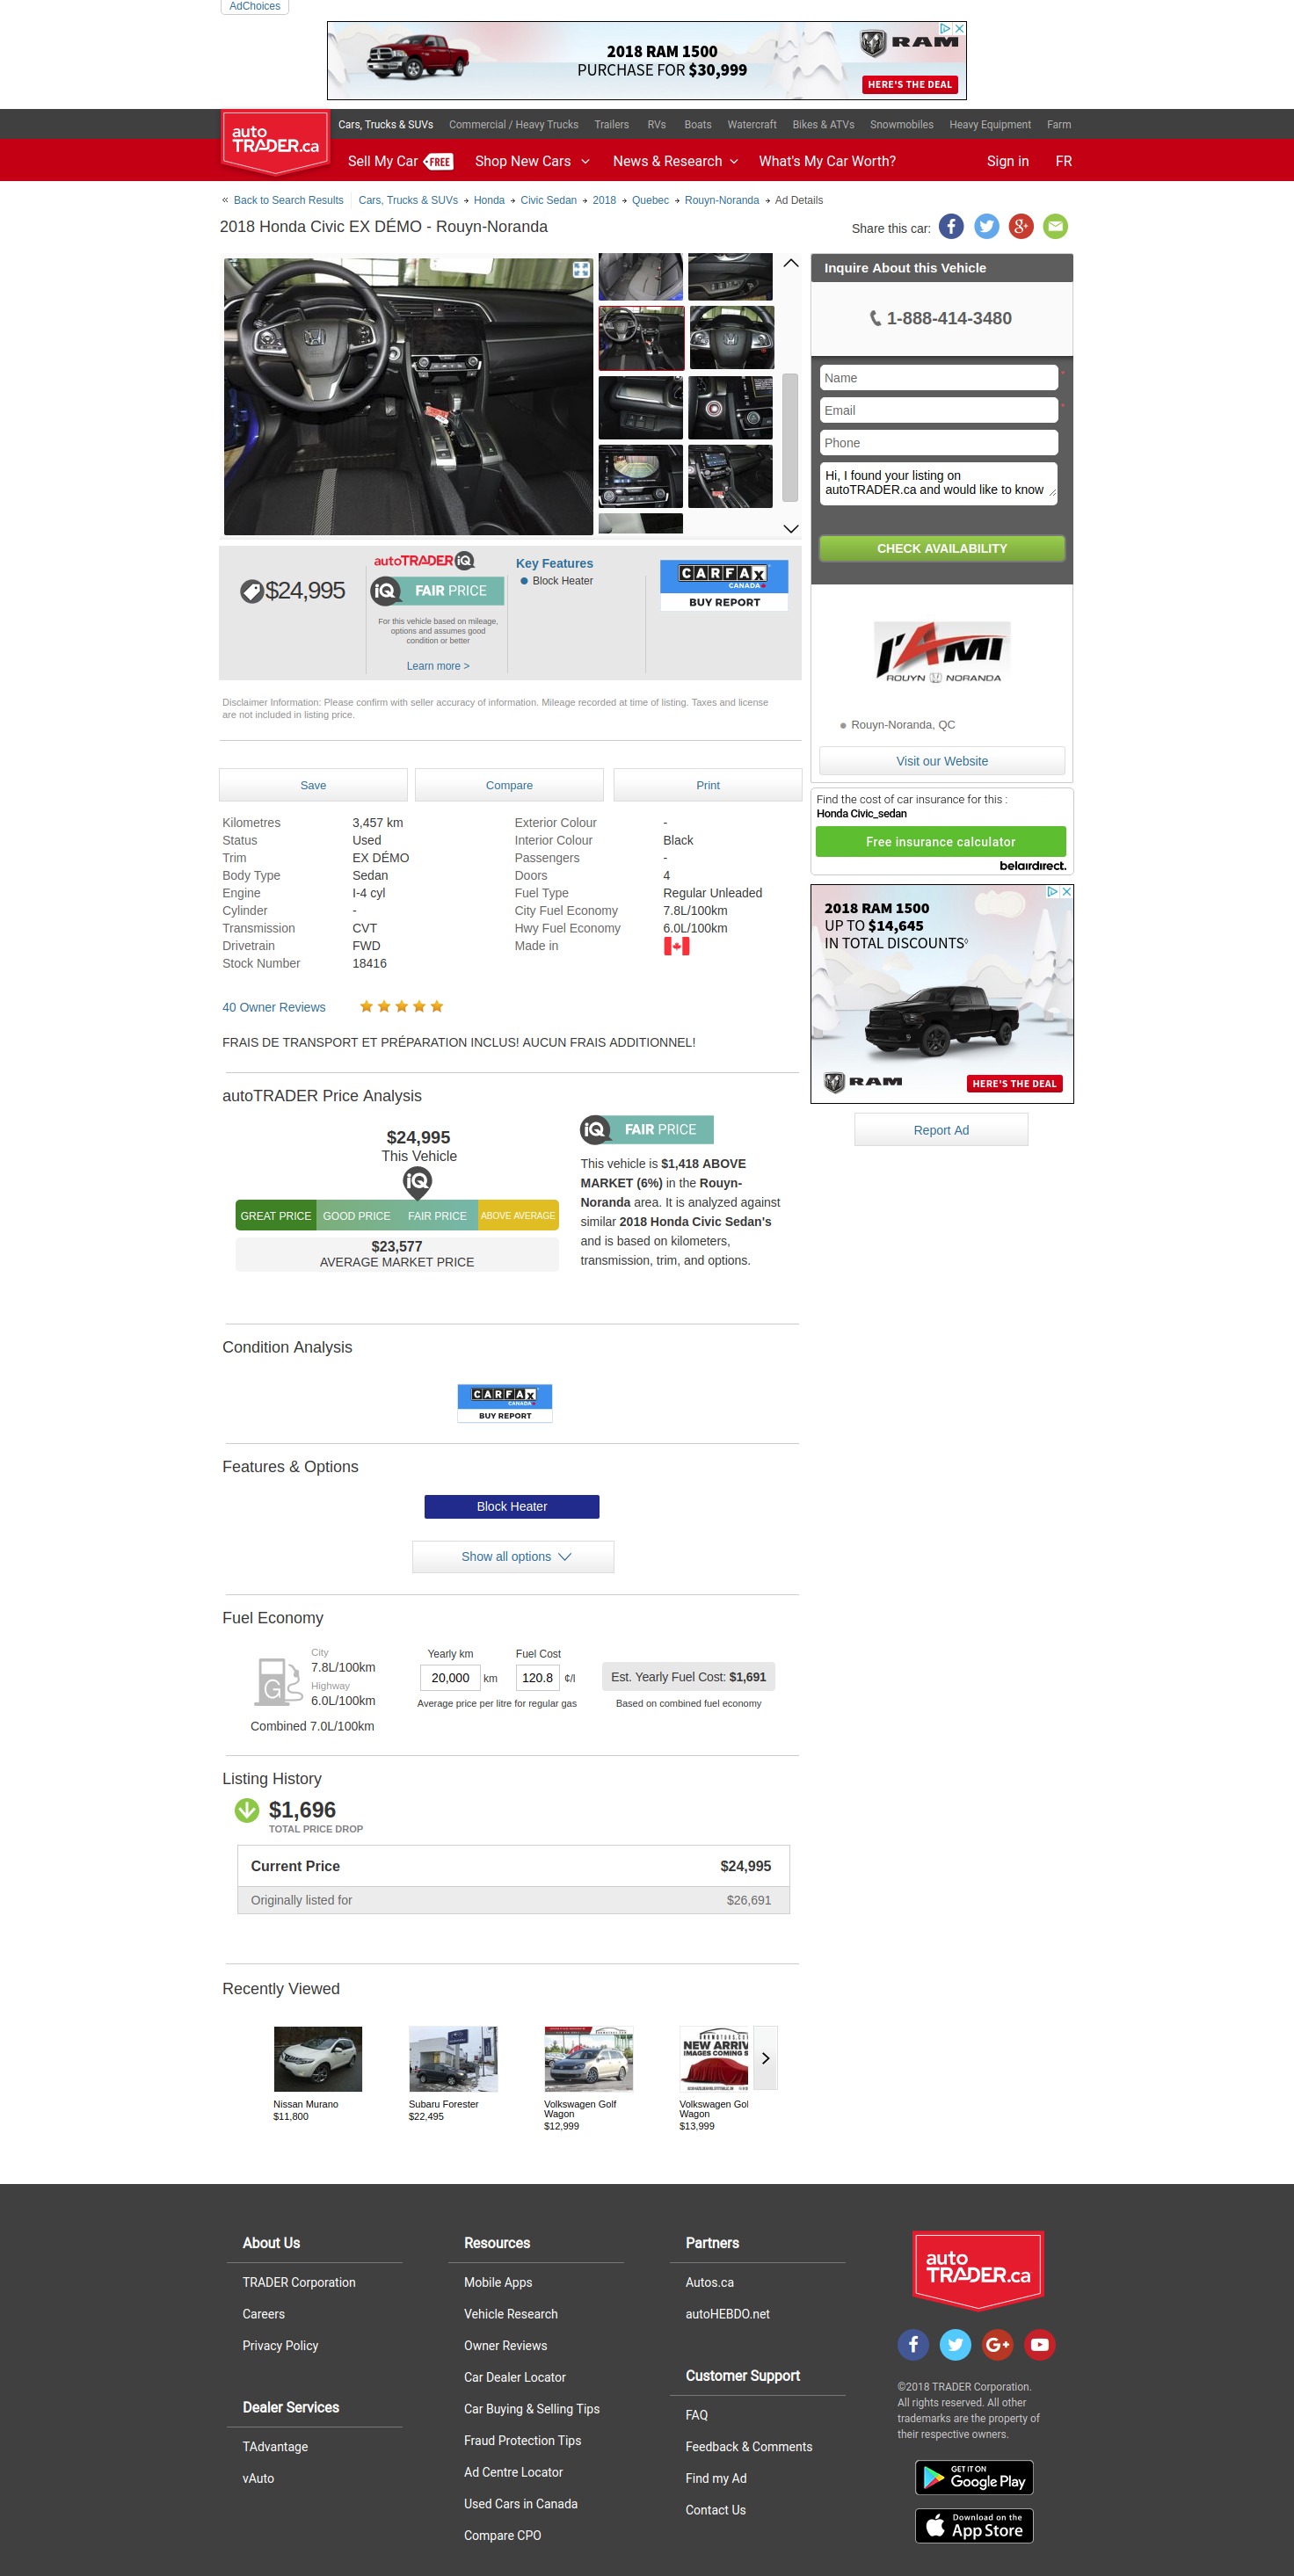 AdChoices
2018 RAM 1500
PURCHASE FOR $30,999
RAM
HERE'S THE DEAL
auto
TRADER.ca
Cars, Trucks & SUVs Commercial / Heavy Trucks Trailers RVs Boats Watercraft Bikes & ATVs Snowmobiles Heavy Equipment Farm
Sell My Car FREE Shop New Cars News & Research What's My Car Worth? Sign in FR
« Back to Search Results Cars, Trucks & SUVs → Honda → Civic Sedan → 2018 → Quebec → Rouyn-Noranda → Ad Details
2018 Honda Civic EX DÉMO - Rouyn-Noranda
Share this car:
Inquire About this Vehicle
1-888-414-3480
Name *
Email *
Phone
Hi, I found your listing on
autoTRADER.ca and would like to know
CHECK AVAILABILITY
$24,995
autoTRADER iQ
iQ FAIR PRICE
For this vehicle based on mileage,
options and assumes good
condition or better
Learn more >
Key Features
Block Heater
CARFAX
CANADA
BUY REPORT
l'AMI
ROUYN NORANDA
Rouyn-Noranda, QC
Visit our Website
Disclaimer Information: Please confirm with seller accuracy of information. Mileage recorded at time of listing. Taxes and license
are not included in listing price.
Save Compare Print
Find the cost of car insurance for this :
Honda Civic_sedan
Free insurance calculator
belairdirect.
Kilometres 3,457 km Exterior Colour -
Status Used Interior Colour Black
Trim EX DÉMO Passengers -
Body Type Sedan Doors 4
Engine I-4 cyl Fuel Type Regular Unleaded
Cylinder - City Fuel Economy 7.8L/100km
Transmission CVT Hwy Fuel Economy 6.0L/100km
Drivetrain FWD Made in
Stock Number 18416
40 Owner Reviews
FRAIS DE TRANSPORT ET PRÉPARATION INCLUS! AUCUN FRAIS ADDITIONNEL!
2018 RAM 1500
UP TO $14,645
IN TOTAL DISCOUNTS◊
RAM
HERE'S THE DEAL
Report Ad
autoTRADER Price Analysis
$24,995
This Vehicle
iQ
GREAT PRICE GOOD PRICE FAIR PRICE ABOVE AVERAGE
$23,577
AVERAGE MARKET PRICE
iQ FAIR PRICE
This vehicle is $1,418 ABOVE
MARKET (6%) in the Rouyn-
Noranda area. It is analyzed against
similar 2018 Honda Civic Sedan's
and is based on kilometers,
transmission, trim, and options.
Condition Analysis
CARFAX
CANADA
BUY REPORT
Features & Options
Block Heater
Show all options
Fuel Economy
G
City
7.8L/100km
Highway
6.0L/100km
Combined 7.0L/100km
Yearly km Fuel Cost
20,000 km 120.8 ¢/l
Average price per litre for regular gas
Est. Yearly Fuel Cost: $1,691
Based on combined fuel economy
Listing History
$1,696
TOTAL PRICE DROP
Current Price $24,995
Originally listed for $26,691
Recently Viewed
NEW ARRIV
IMAGES COMING S
Nissan Murano
$11,800
Subaru Forester
$22,495
Volkswagen Golf
Wagon
$12,999
Volkswagen Gol
Wagon
$13,999
About Us
TRADER Corporation
Careers
Privacy Policy
Dealer Services
TAdvantage
vAuto
Resources
Mobile Apps
Vehicle Research
Owner Reviews
Car Dealer Locator
Car Buying & Selling Tips
Fraud Protection Tips
Ad Centre Locator
Used Cars in Canada
Compare CPO
Partners
Autos.ca
autoHEBDO.net
Customer Support
FAQ
Feedback & Comments
Find my Ad
Contact Us
auto
TRADER.ca
©2018 TRADER Corporation.
All rights reserved. All other
trademarks are the property of
their respective owners.
GET IT ON
Google Play
Download on the
App Store